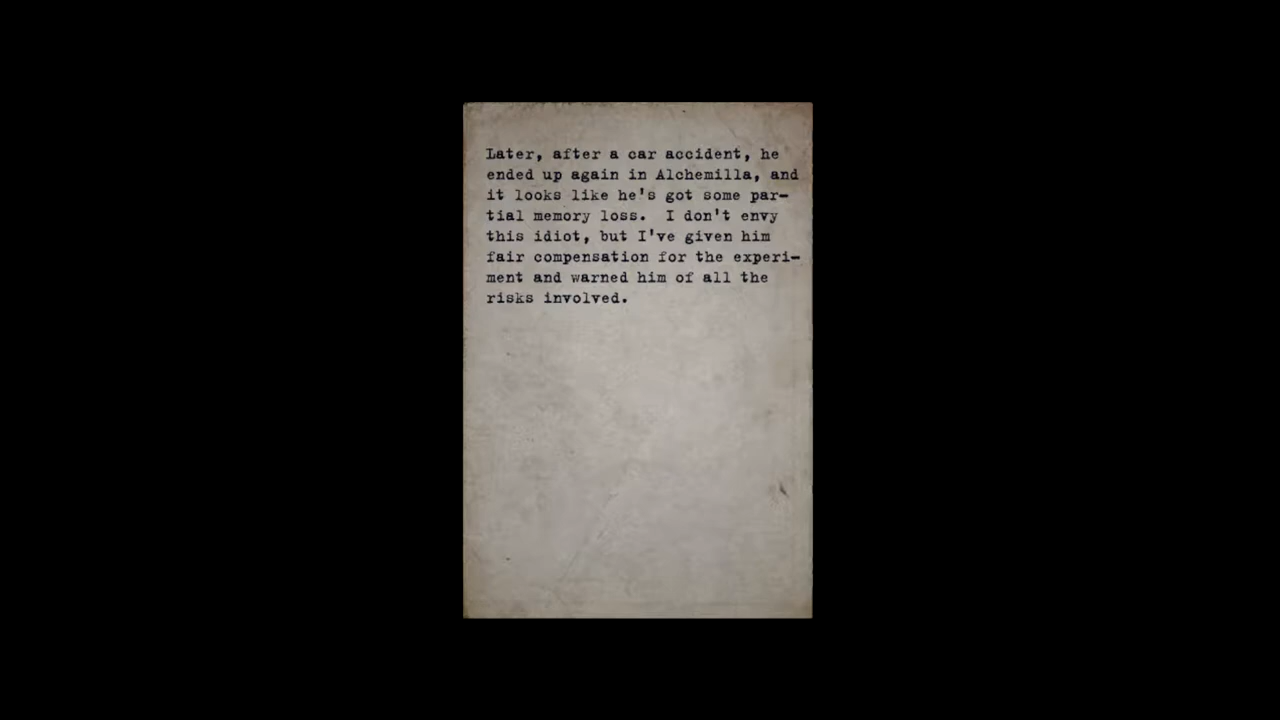 Later, after a car accident, he
ended up again in Alchemilla, and
it looks like he's got some par-
tial memory loss.  I don't envy
this idiot, but I've given him
fair compensation for the experi-
ment and warned him of all the
risks involved.